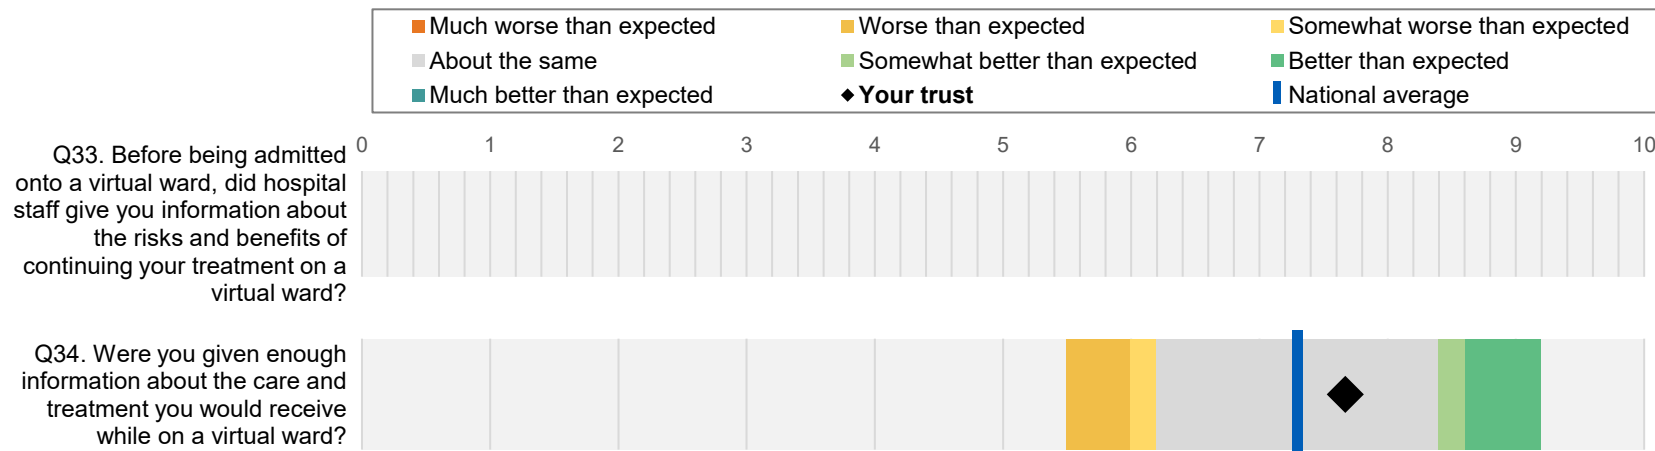 Much worse than expected
Worse than expected
Somewhat worse than expected
About the same
Somewhat better than expected
Better than expected
Much better than expected
Your trust
National average
0 1 2 3 4 5 6 7 8 9 10
Q33. Before being admitted
onto a virtual ward, did hospital
staff give you information about
the risks and benefits of
continuing your treatment on a
virtual ward?
Q34. Were you given enough
information about the care and
treatment you would receive
while on a virtual ward?